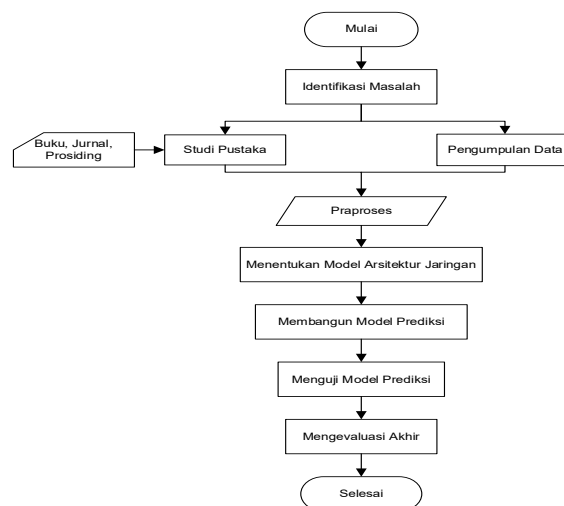 Mulai
Identifikasi Masalah
Buku, Jurnal,
Prosiding
Studi Pustaka
Pengumpulan Data
Praproses
Menentukan Model Arsitektur Jaringan
Membangun Model Prediksi
Menguji Model Prediksi
Mengevaluasi Akhir
Selesai